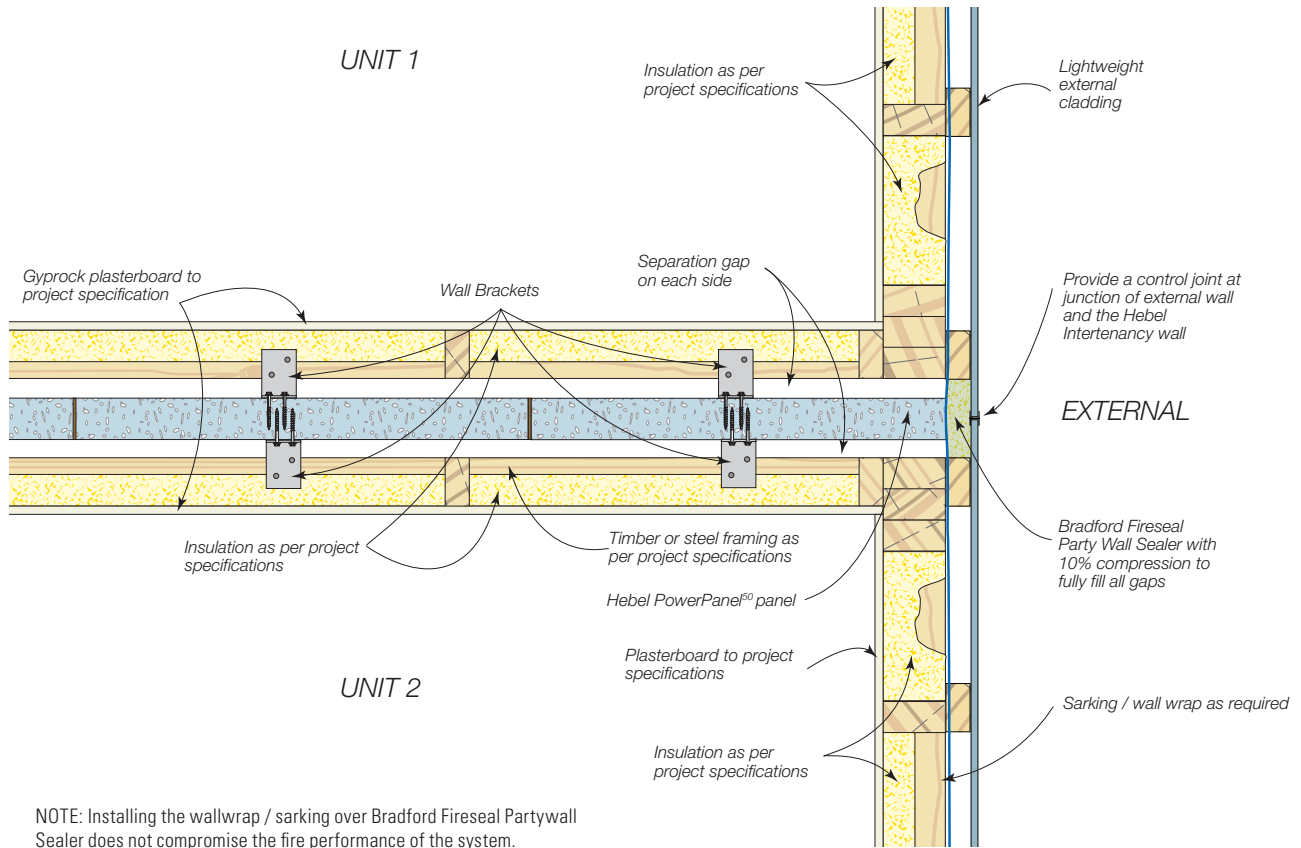 UNIT 1
Insulation as per
project specifications
Lightweight
external
cladding
Gyprock plasterboard to
project specification
Wall Brackets
Separation gap
on each side
Provide a control joint at
junction of external wall
and the Hebel
Intertenancy wall
EXTERNAL
Insulation as per project
specifications
Timber or steel framing as
per project specifications
Hebel PowerPanel⁵⁰ panel
Bradford Fireseal
Party Wall Sealer with
10% compression to
fully fill all gaps
Plasterboard to project
specifications
UNIT 2
Sarking / wall wrap as required
Insulation as per
project specifications
NOTE: Installing the wallwrap / sarking over Bradford Fireseal Partywall
Sealer does not compromise the fire performance of the system.